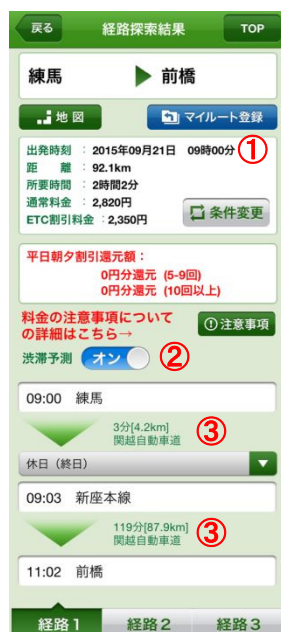 戻る 経路探索結果 TOP
練馬 ▶ 前橋
地図 マイルート登録
出発時刻 : 2015年09月21日 09時00分 ①
距 離 : 92.1km
所要時間 : 2時間2分
通常料金 : 2,820円
ETC割引料金 : 2,350円
条件変更
平日朝夕割引還元額：
0円分還元 (5-9回)
0円分還元 (10回以上)
料金の注意事項について
の詳細はこちら→
①注意事項
渋滞予測 オン ②
09:00 練馬
3分[4.2km]
関越自動車道
③
休日（終日） ▼
09:03 新座本線
119分[87.9km]
関越自動車道
③
11:02 前橋
経路1 経路2 経路3